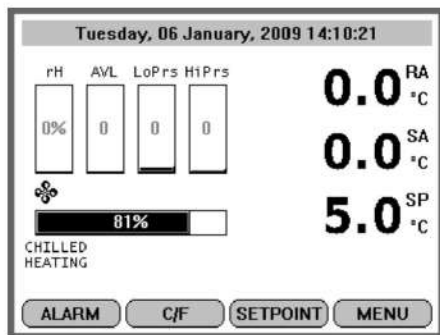 Tuesday, 06 January, 2009 14:10:21
rH AVL LoPrs HiPrs
0% 0 0 0
0.0 RA °C
0.0 SA °C
5.0 SP °C
81%
CHILLED
HEATING
ALARM C/F SETPOINT MENU